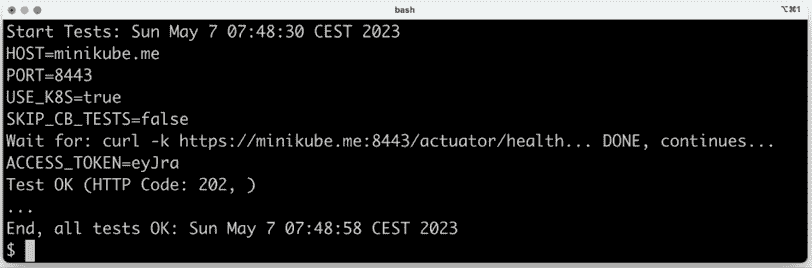 bash
⌥⌘1
Start Tests: Sun May 7 07:48:30 CEST 2023
HOST=minikube.me
PORT=8443
USE_K8S=true
SKIP_CB_TESTS=false
Wait for: curl -k https://minikube.me:8443/actuator/health... DONE, continues...
ACCESS_TOKEN=eyJra
Test OK (HTTP Code: 202, )
...
End, all tests OK: Sun May 7 07:48:58 CEST 2023
$